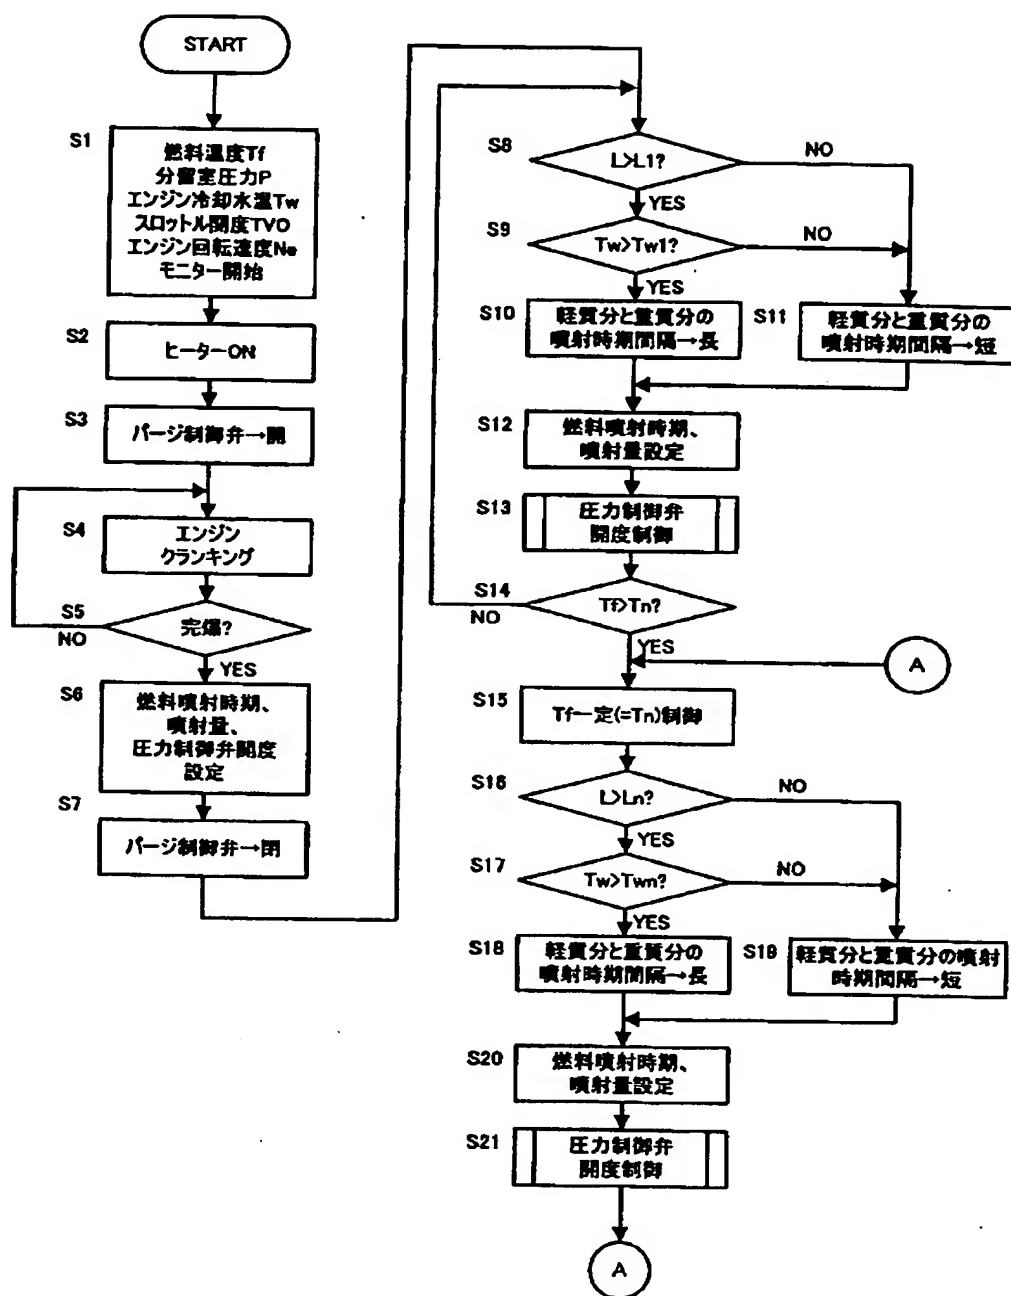 START
S1
燃料温度Tf
分留室圧力P
エンジン冷却水温Tw
スロットル開度TVO
エンジン回転速度Ne
モニター開始
S2
ヒーターON
S3
パージ制御弁→開
S4
エンジン
クランキング
S5
完爆?
NO
YES
S6
燃料噴射時期、
噴射量、
圧力制御弁開度
設定
S7
パージ制御弁→閉
S8
L>L1?
NO
YES
S9
Tw>Tw1?
NO
YES
S10
軽質分と重質分の
噴射時期間隔→長
S11
軽質分と重質分の
噴射時期間隔→短
S12
燃料噴射時期、
噴射量設定
S13
圧力制御弁
開度制御
S14
Tf>Tn?
NO
YES
A
S15
Tf一定(=Tn)制御
S16
L>Ln?
NO
YES
S17
Tw>Twn?
NO
YES
S18
軽質分と重質分の
噴射時期間隔→長
S19
軽質分と重質分の噴射
時期間隔→短
S20
燃料噴射時期、
噴射量設定
S21
圧力制御弁
開度制御
A